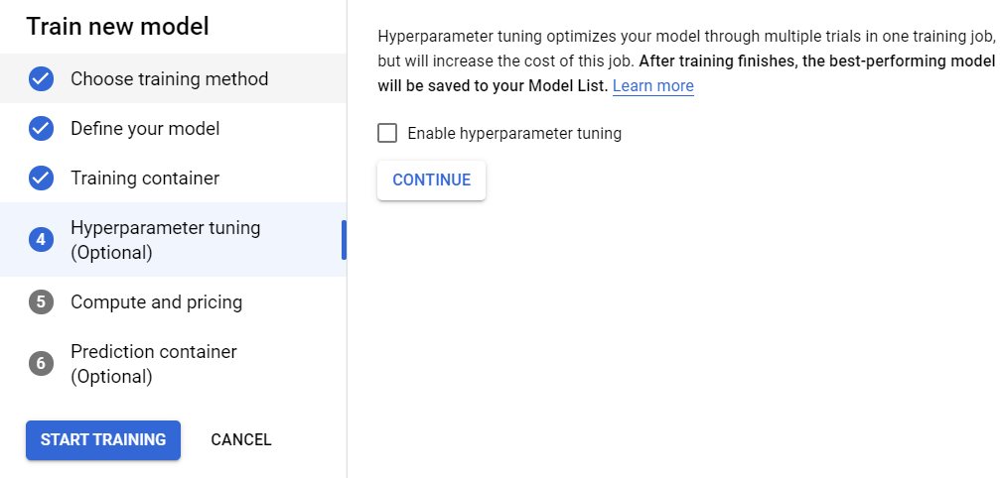 Train new model
Choose training method
Define your model
Training container
4
Hyperparameter tuning
(Optional)
5
Compute and pricing
6
Prediction container
(Optional)
START TRAINING
CANCEL
Hyperparameter tuning optimizes your model through multiple trials in one training job,
but will increase the cost of this job. After training finishes, the best-performing model
will be saved to your Model List. Learn more
Enable hyperparameter tuning
CONTINUE